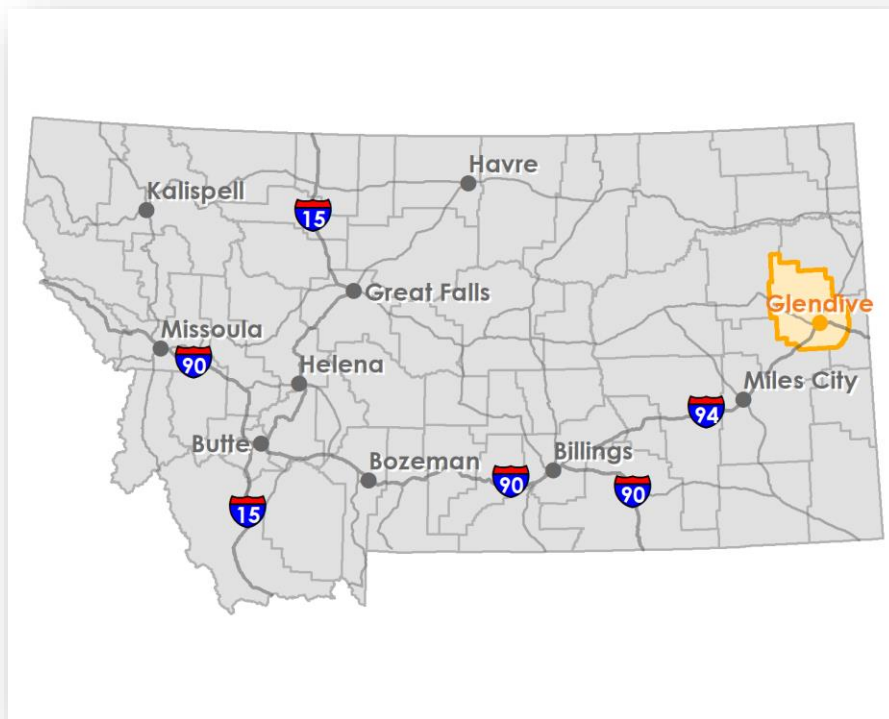 Havre
Kalispell
15
Great Falls
Glendive
Missoula
90
Helena
Miles City
94
Butte
Bozeman
Billings
90
90
15